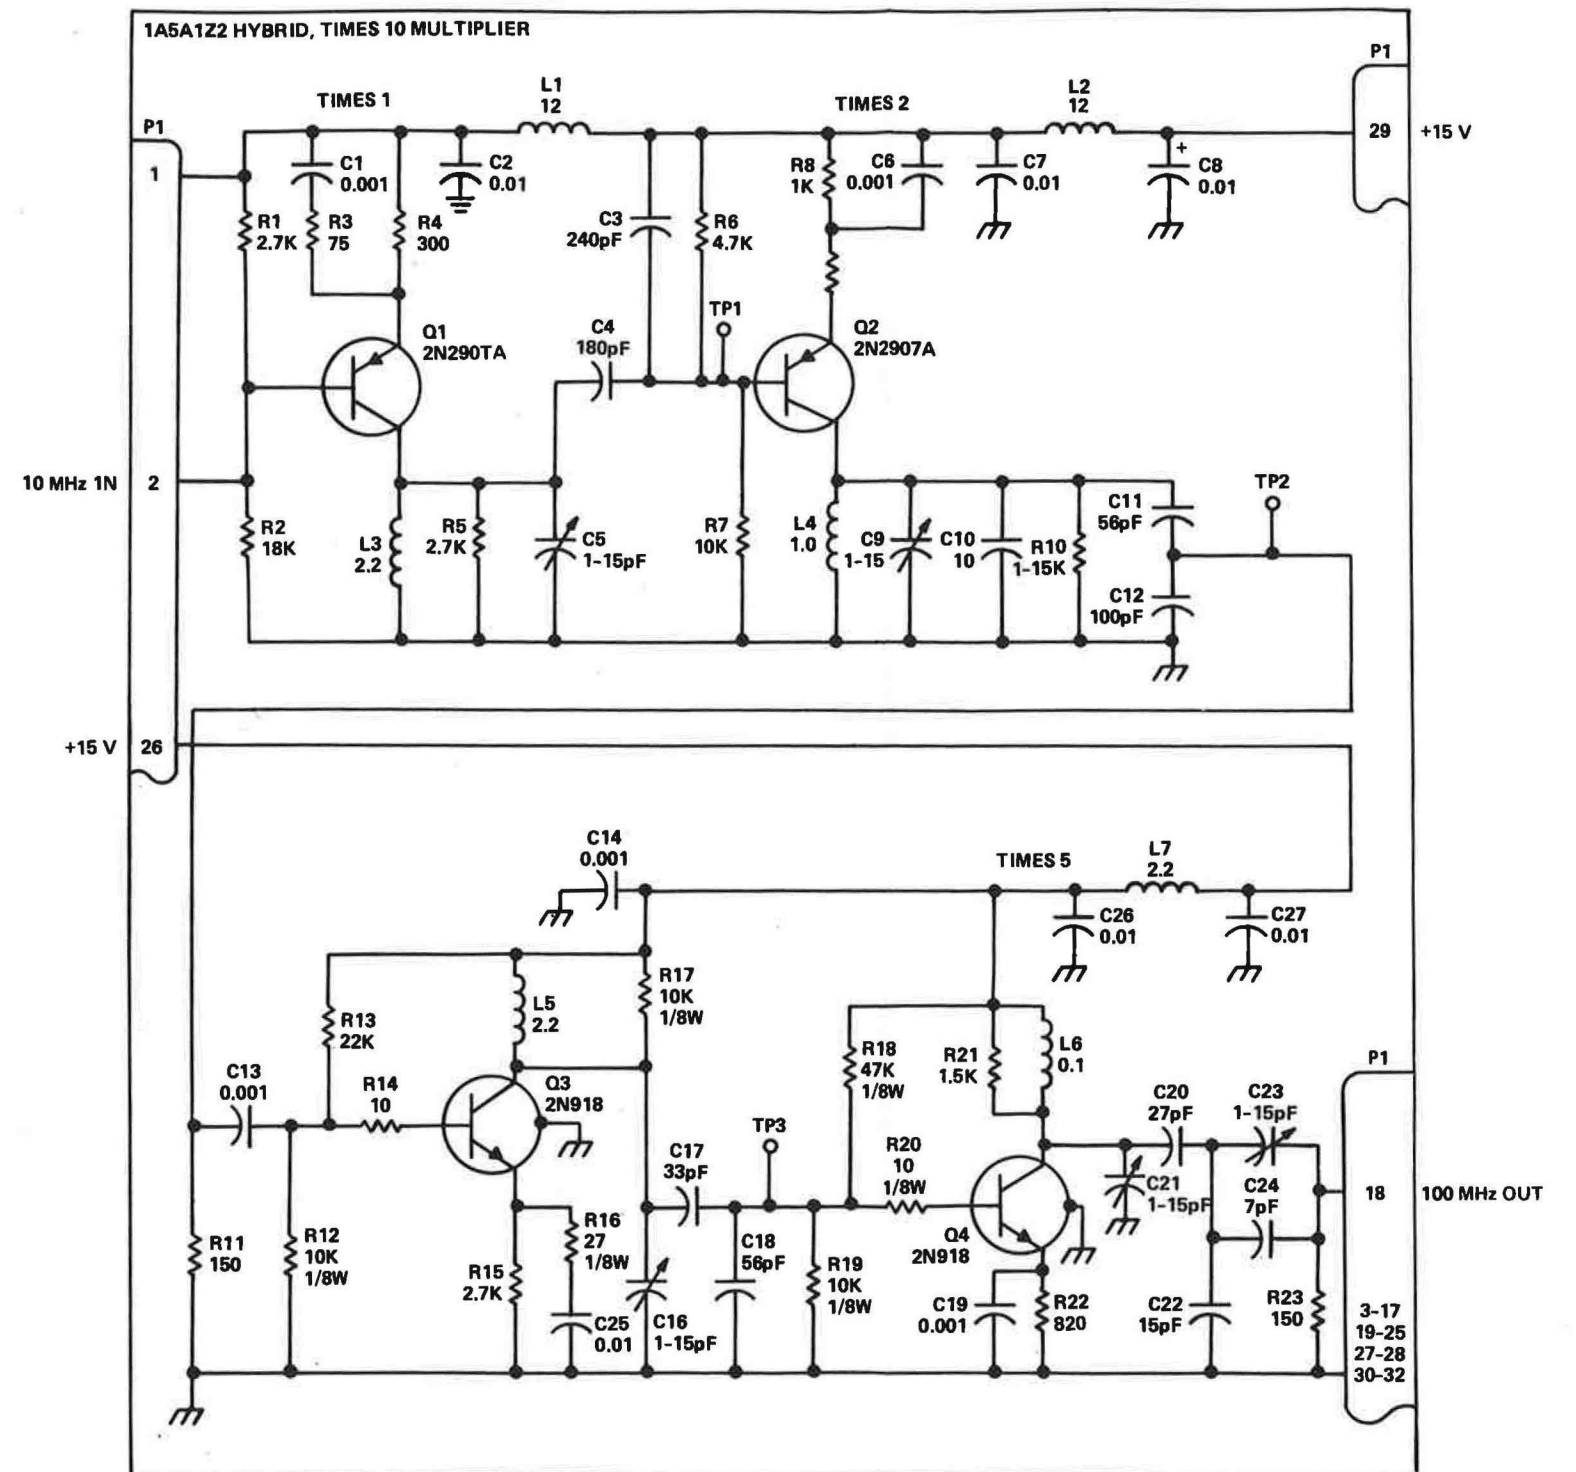 1A5A1Z2 HYBRID, TIMES 10 MULTIPLIER
P1
TIMES 1
L1
12
TIMES 2
L2
12
P1
29
+15 V
1
C1
0.001
C2
0.01
R1
2.7K
R3
75
R4
300
C3
240pF
R6
4.7K
R8
1K
C6
0.001
C7
0.01
+
C8
0.01
Q1
2N290TA
C4
180pF
TP1
Q2
2N2907A
10 MHz 1N
2
R2
18K
L3
2.2
R5
2.7K
C5
1-15pF
R7
10K
L4
1.0
C9
1-15
C10
10
R10
1-15K
C11
56pF
TP2
C12
100pF
+15 V
26
C14
0.001
TIMES 5
L7
2.2
C26
0.01
C27
0.01
R13
22K
L5
2.2
R17
10K
1/8W
C13
0.001
R14
10
Q3
2N918
R18
47K
1/8W
R21
1.5K
L6
0.1
P1
TP3
C17
33pF
R20
10
1/8W
C20
27pF
C23
1-15pF
C21
1-15pF
C24
7pF
18
100 MHz OUT
R11
150
R12
10K
1/8W
R16
27
1/8W
R15
2.7K
C25
0.01
C16
1-15pF
C18
56pF
R19
10K
1/8W
Q4
2N918
C19
0.001
R22
820
C22
15pF
R23
150
3-17
19-25
27-28
30-32